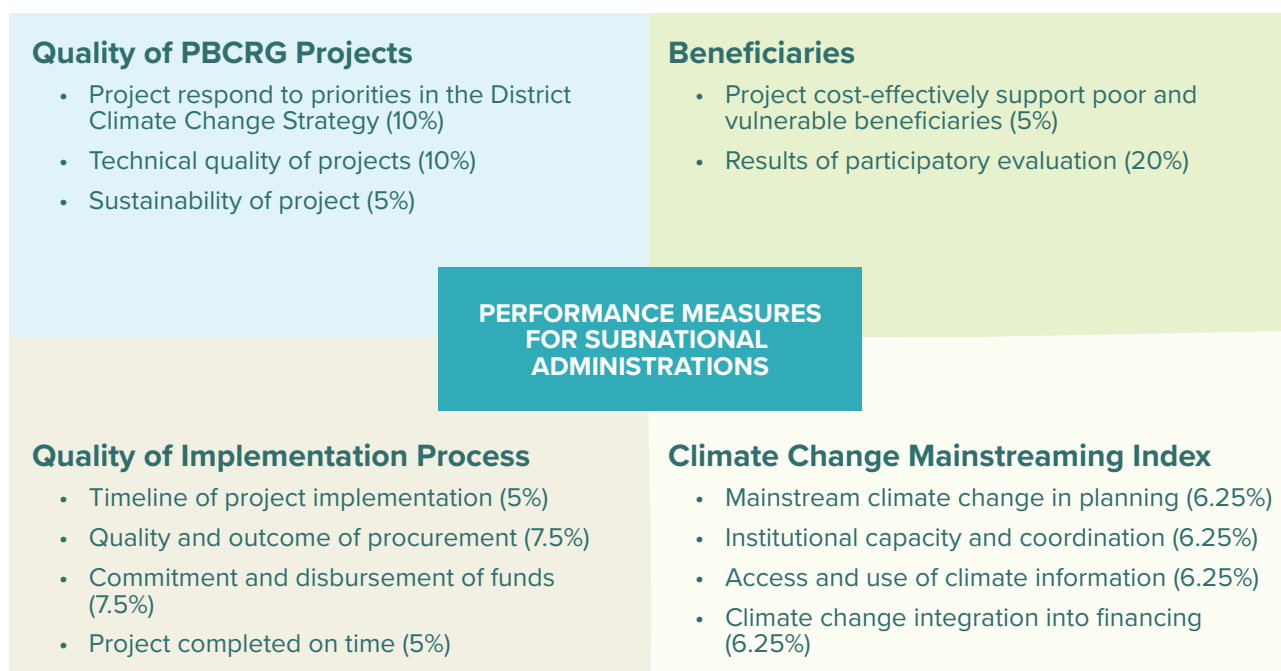 Quality of PBCRG Projects
• Project respond to priorities in the District
Climate Change Strategy (10%)
• Technical quality of projects (10%)
• Sustainability of project (5%)
Beneficiaries
• Project cost-effectively support poor and
vulnerable beneficiaries (5%)
• Results of participatory evaluation (20%)
PERFORMANCE MEASURES
FOR SUBNATIONAL
ADMINISTRATIONS
Quality of Implementation Process
• Timeline of project implementation (5%)
• Quality and outcome of procurement (7.5%)
• Commitment and disbursement of funds
(7.5%)
• Project completed on time (5%)
Climate Change Mainstreaming Index
• Mainstream climate change in planning (6.25%)
• Institutional capacity and coordination (6.25%)
• Access and use of climate information (6.25%)
• Climate change integration into financing
(6.25%)